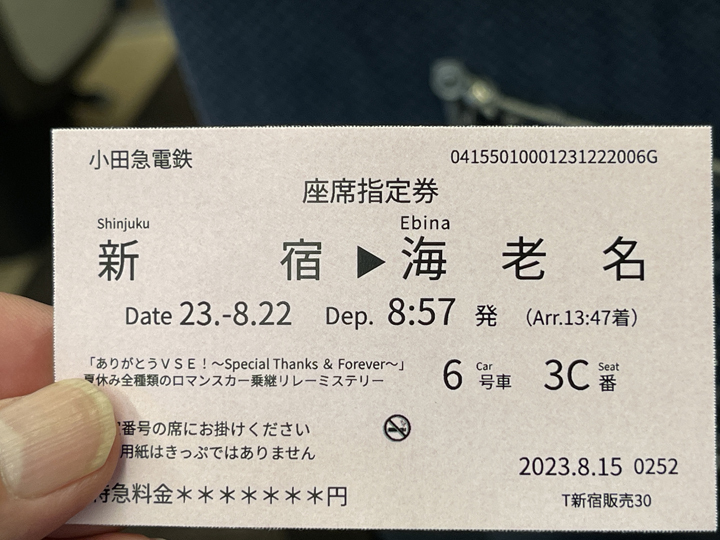 小田急電鉄 04155010001231222006G
座席指定券
Shinjuku Ebina
新宿▶海老名
Date 23.-8.22 Dep. 8:57 発 (Arr.13:47着)
「ありがとうVSE!~Special Thanks & Forever~」
夏休み全種類のロマンスカー乗継リレーミステリー
6 Car 号車 3C Seat 番
番号の席にお掛けください
用紙はきっぷではありません
特急料金*******円
2023.8.15 0252
T新宿販売30